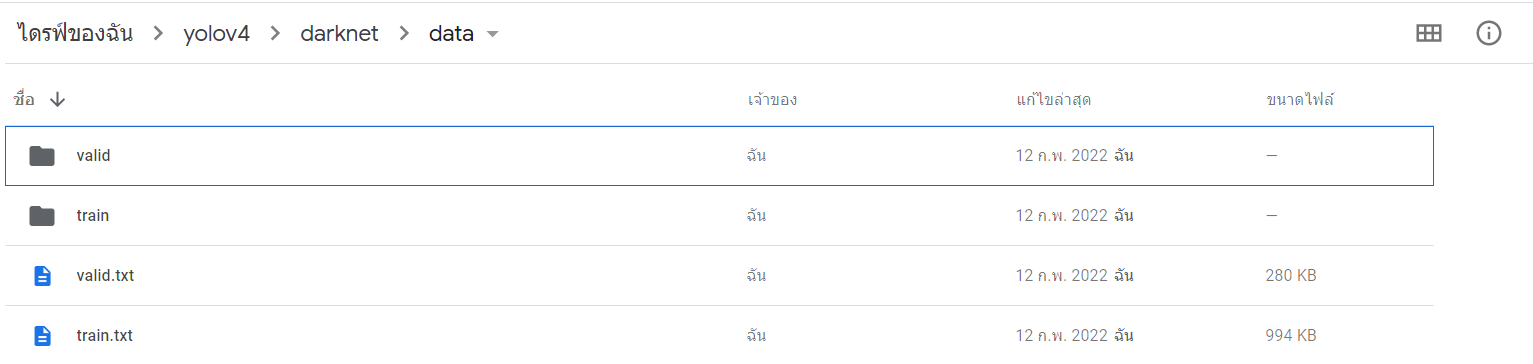 ไดรฟ์ของฉัน > yolov4 > darknet > data
ชื่อ เจ้าของ แก้ไขล่าสุด ขนาดไฟล์
valid ฉัน 12 ก.พ. 2022 ฉัน —
train ฉัน 12 ก.พ. 2022 ฉัน —
valid.txt ฉัน 12 ก.พ. 2022 ฉัน 280 KB
train.txt ฉัน 12 ก.พ. 2022 ฉัน 994 KB